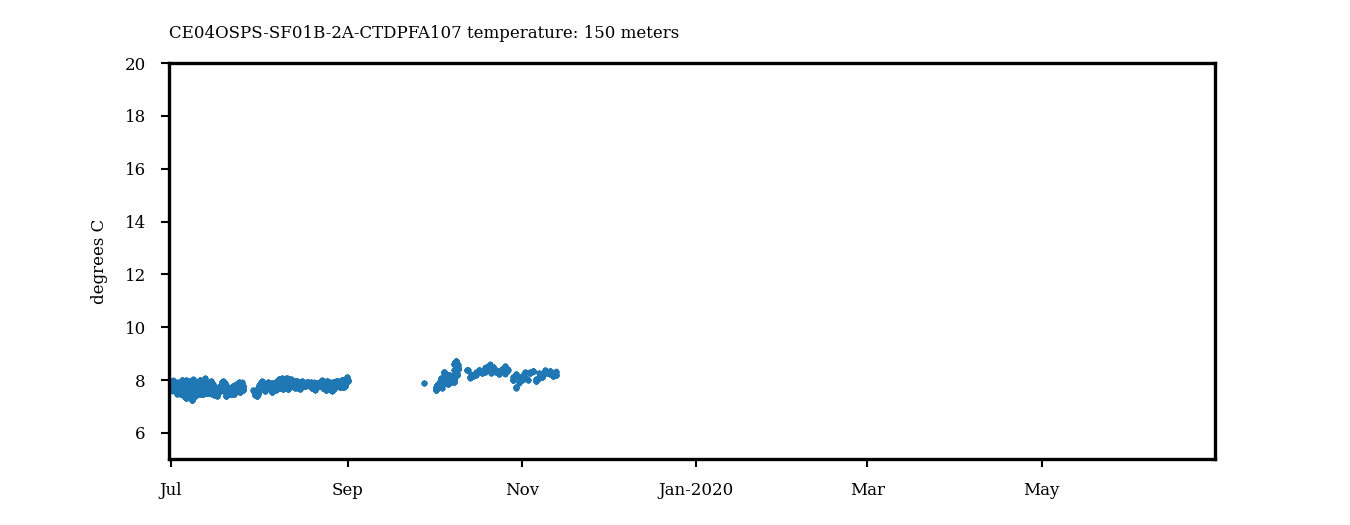 CE04OSPS-SF01B-2A-CTDPFA107 temperature: 150 meters
20
18
16
14
12
10
8
6
degrees C
Jul
Sep
Nov
Jan-2020
Mar
May